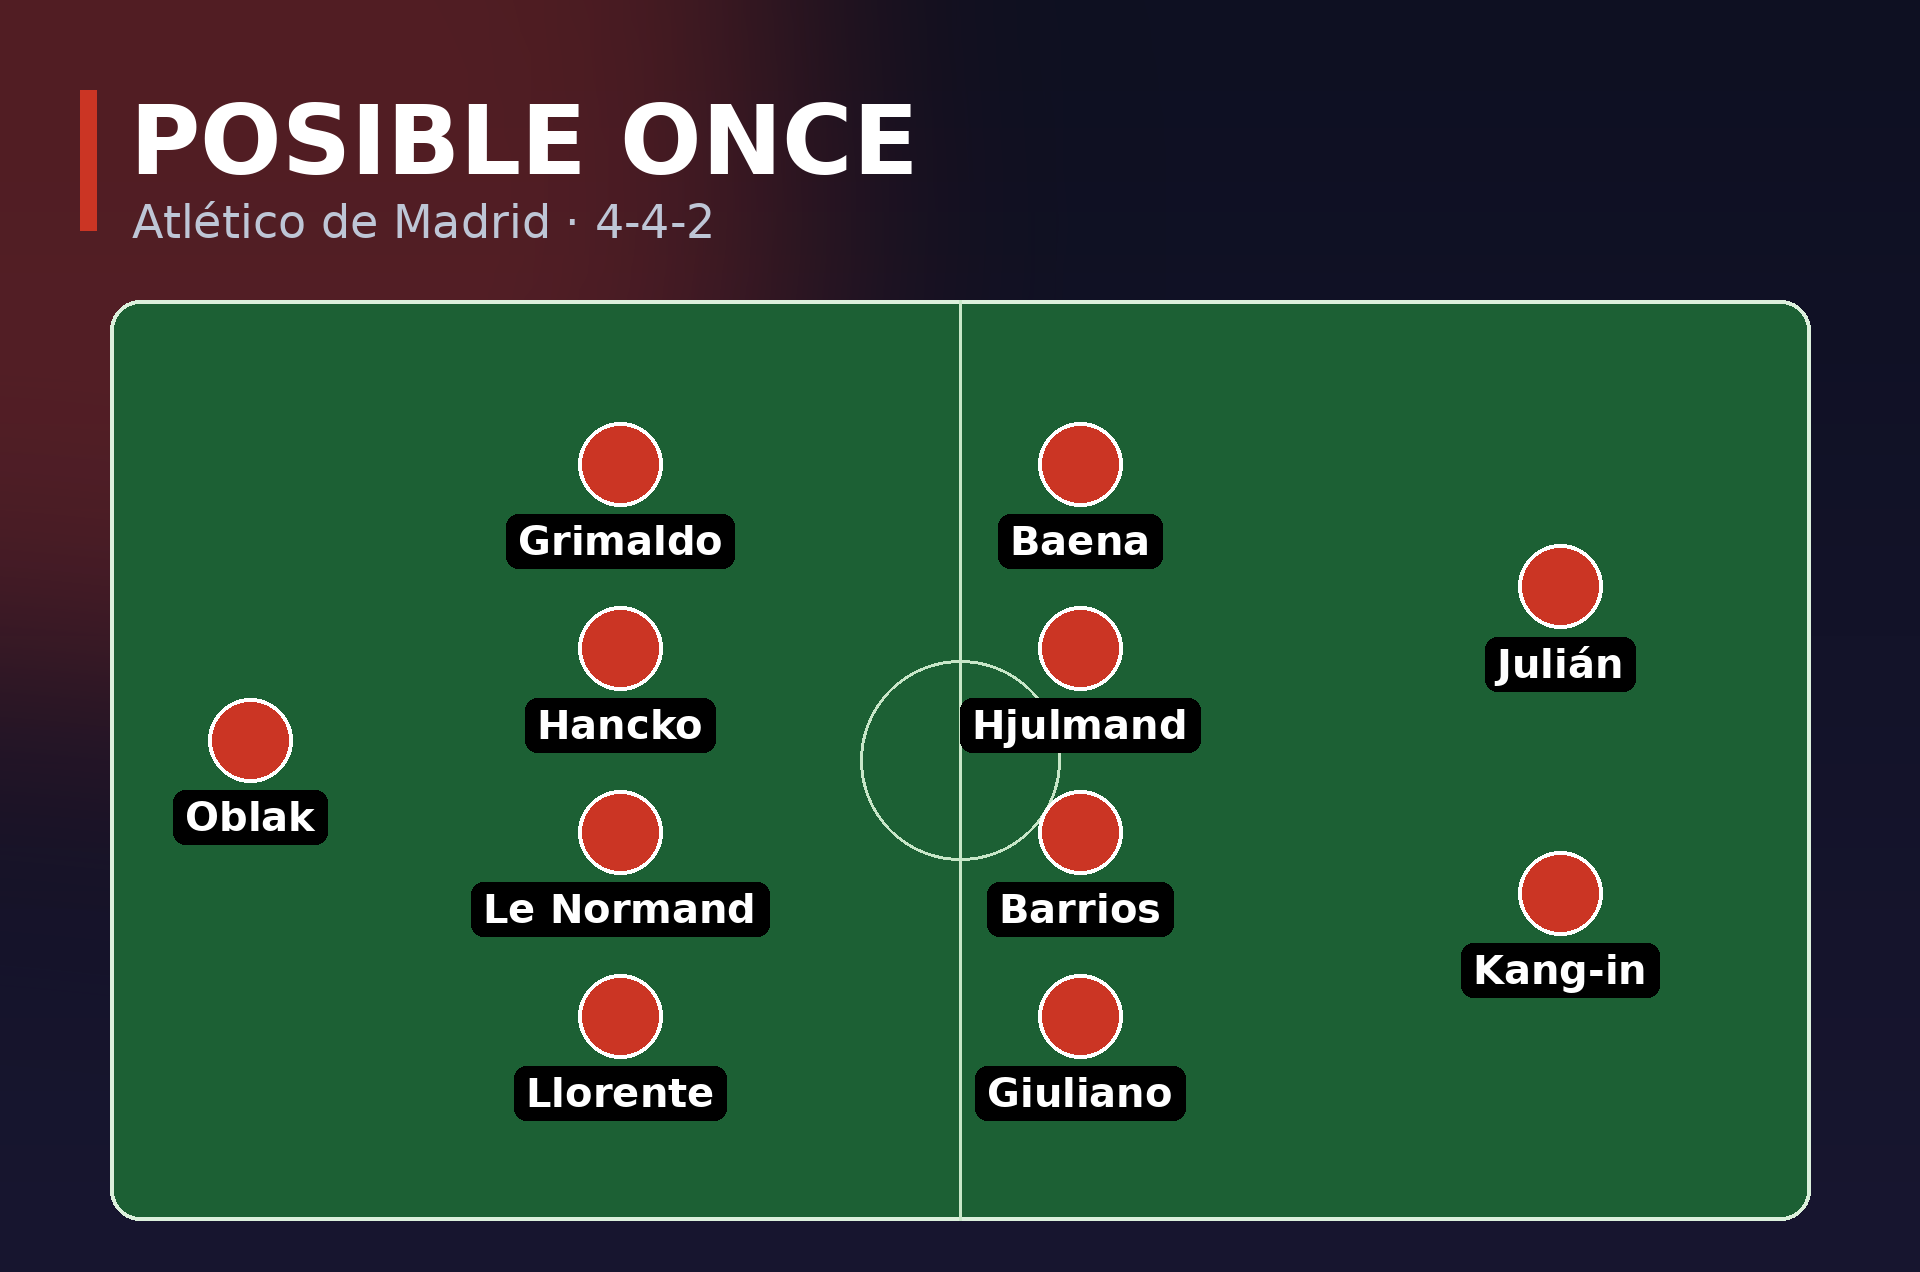 POSIBLE ONCE
Atlético de Madrid · 4-4-2
Grimaldo
Baena
Julián
Hancko
Hjulmand
Oblak
Le Normand
Barrios
Kang-in
Llorente
Giuliano